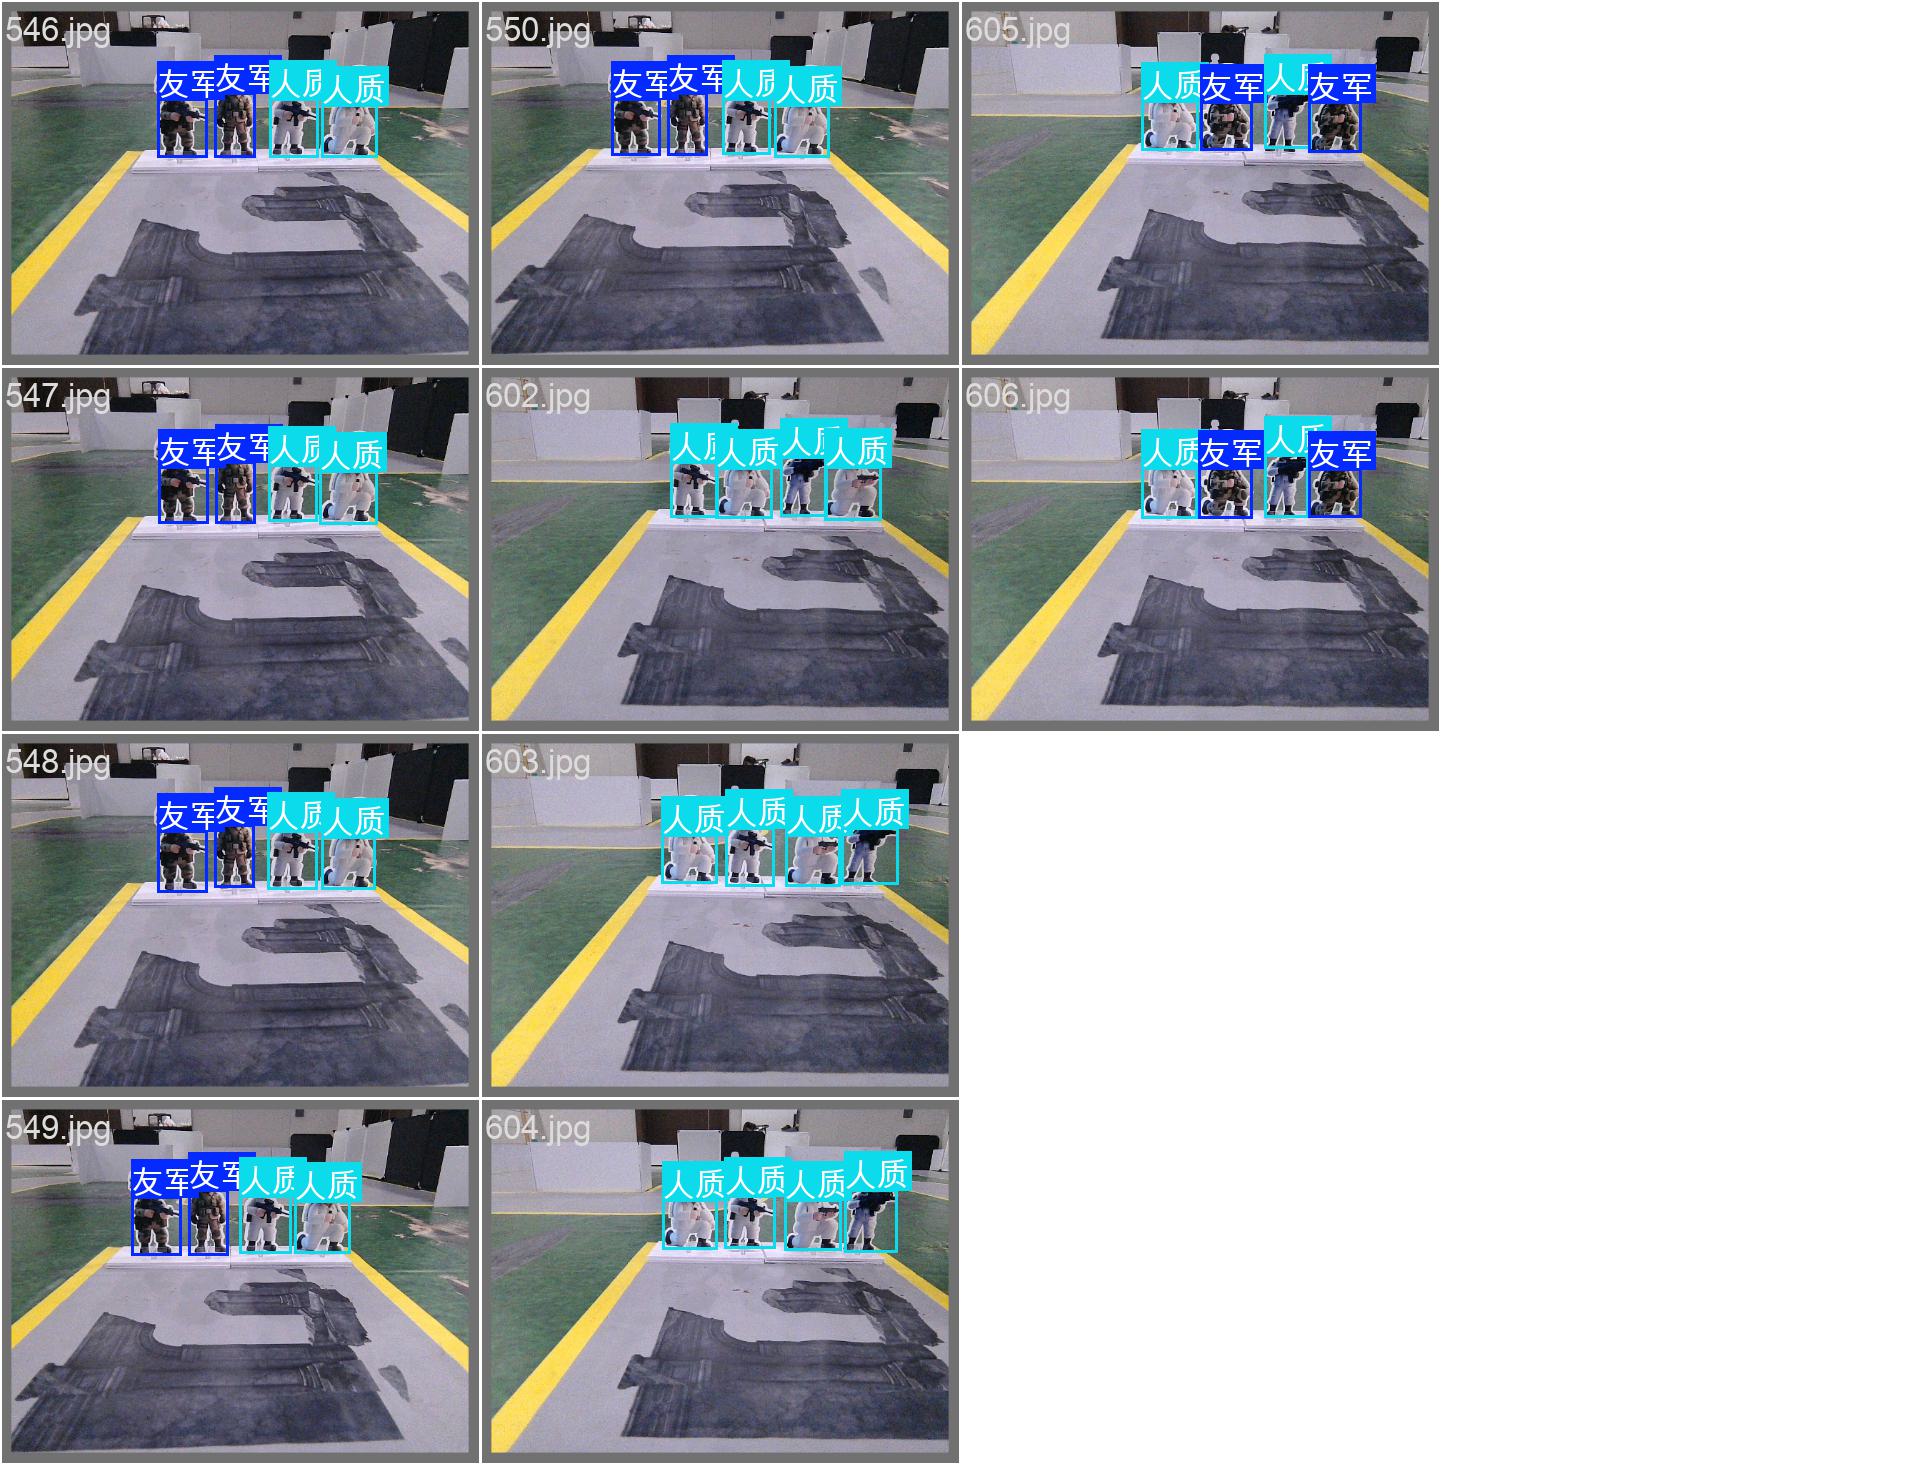 546.jpg
友军 友军 人质 人质
550.jpg
友军 友军 人质 人质
605.jpg
人质 友军 人质 友军
547.jpg
友军 友军 人质 人质
602.jpg
人质 人质 人质 人质
606.jpg
人质 友军 人质 友军
548.jpg
友军 友军 人质 人质
603.jpg
人质 人质 人质 人质
549.jpg
友军 友军 人质 人质
604.jpg
人质 人质 人质 人质